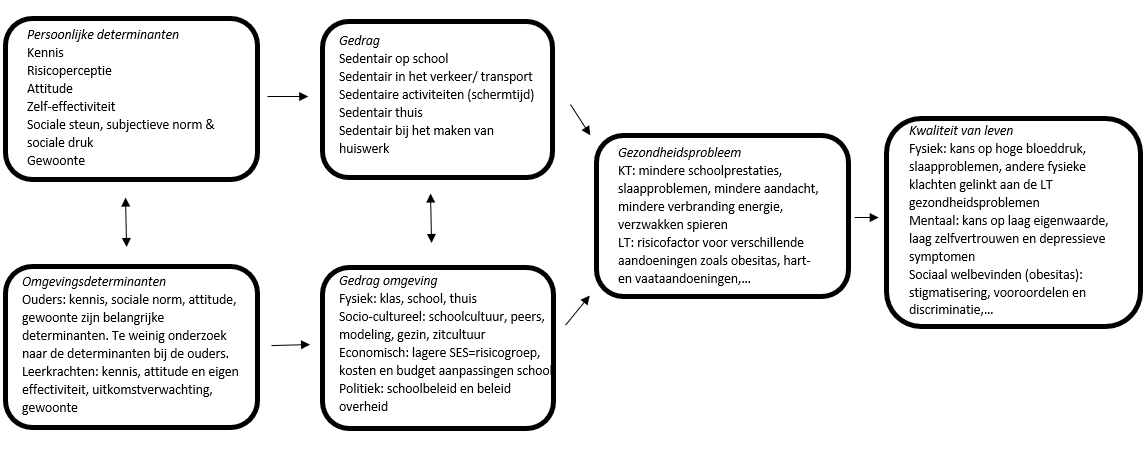 Persoonlijke determinanten
Kennis
Risicoperceptie
Attitude
Zelf-effectiviteit
Sociale steun, subjectieve norm &
sociale druk
Gewoonte
Gedrag
Sedentair op school
Sedentair in het verkeer/ transport
Sedentaire activiteiten (schermtijd)
Sedentair thuis
Sedentair bij het maken van
huiswerk
Omgevingsdeterminanten
Ouders: kennis, sociale norm, attitude,
gewoonte zijn belangrijke
determinanten. Te weinig onderzoek
naar de determinanten bij de ouders.
Leerkrachten: kennis, attitude en eigen
effectiviteit, uitkomstverwachting,
gewoonte
Gedrag omgeving
Fysiek: klas, school, thuis
Socio-cultureel: schoolcultuur, peers,
modeling, gezin, zitcultuur
Economisch: lagere SES=risicogroep,
kosten en budget aanpassingen school
Politiek: schoolbeleid en beleid
overheid
Gezondheidsprobleem
KT: mindere schoolprestaties,
slaapproblemen, mindere aandacht,
mindere verbranding energie,
verzwakken spieren
LT: risicofactor voor verschillende
aandoeningen zoals obesitas, hart-
en vaataandoeningen,...
Kwaliteit van leven
Fysiek: kans op hoge bloeddruk,
slaapproblemen, andere fysieke
klachten gelinkt aan de LT
gezondheidsproblemen
Mentaal: kans op laag eigenwaarde,
laag zelfvertrouwen en depressieve
symptomen
Sociaal welbevinden (obesitas):
stigmatisering, vooroordelen en
discriminatie,...